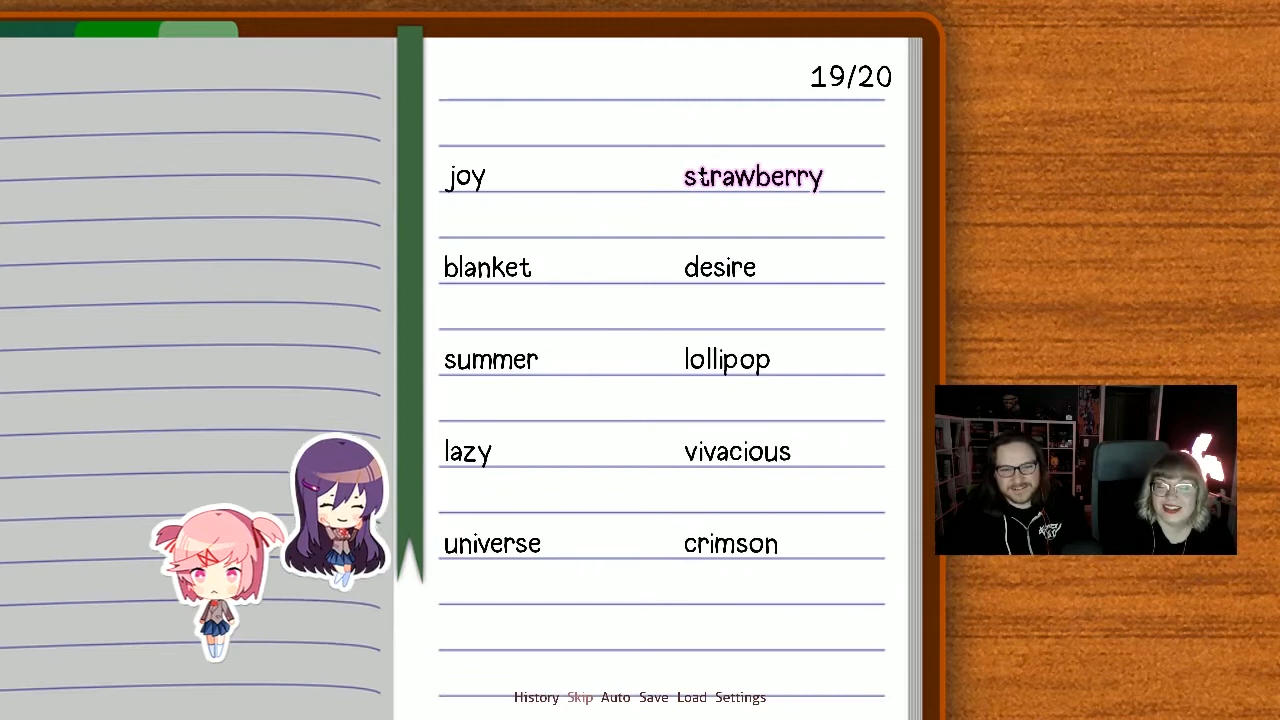 19/20
joy strawberry
blanket desire
summer lollipop
lazy vivacious
universe crimson
History Skip Auto Save Load Settings